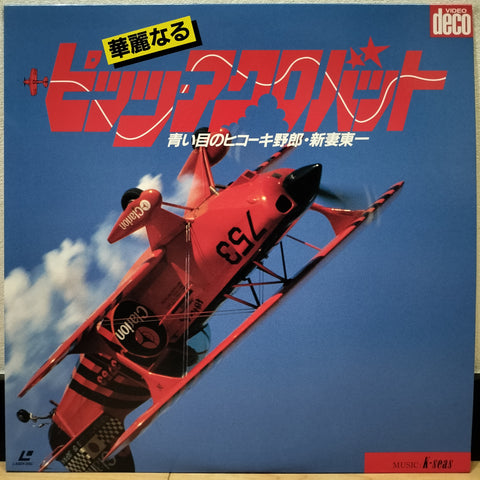 VIDEO
deco
華麗なる
ピッツ・アクロバット
青い目のヒコーキ野郎・新妻東一
Clarion
753
Clarion
LASERDISC
MUSIC K-seas